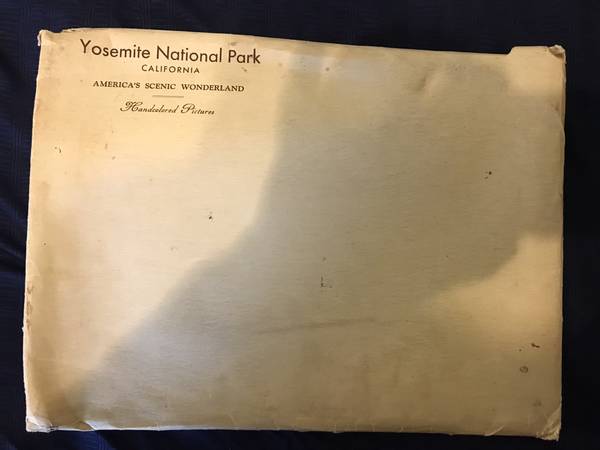 Yosemite National Park
CALIFORNIA
AMERICA'S SCENIC WONDERLAND
Handcolored Pictures